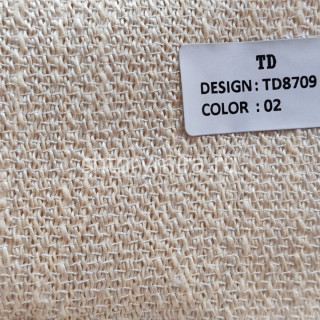 TD
DESIGN : TD8709
COLOR : 02